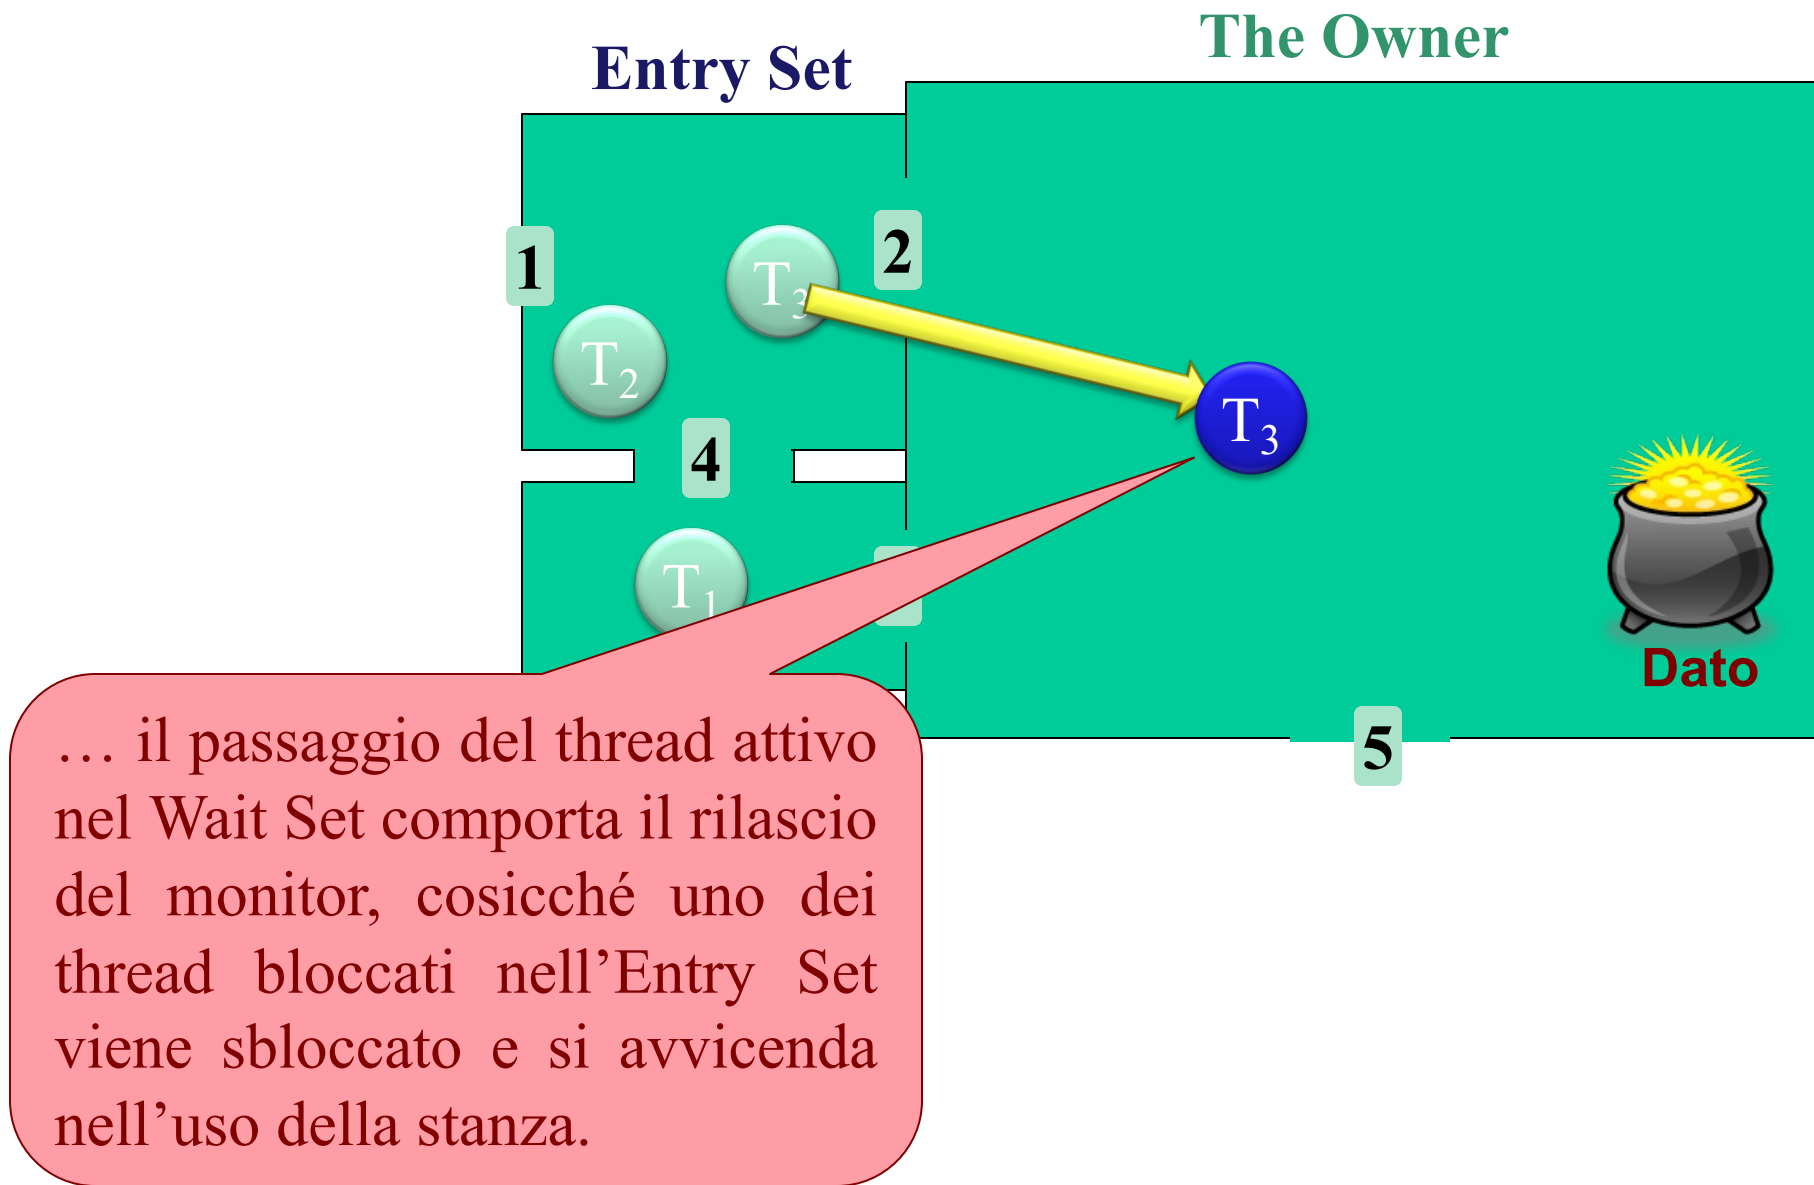 The Owner
Entry Set
1
2
T3
T2
T3
4
T1
Dato
5
… il passaggio del thread attivo
nel Wait Set comporta il rilascio
del monitor, cosicché uno dei
thread bloccati nell’Entry Set
viene sbloccato e si avvicenda
nell’uso della stanza.